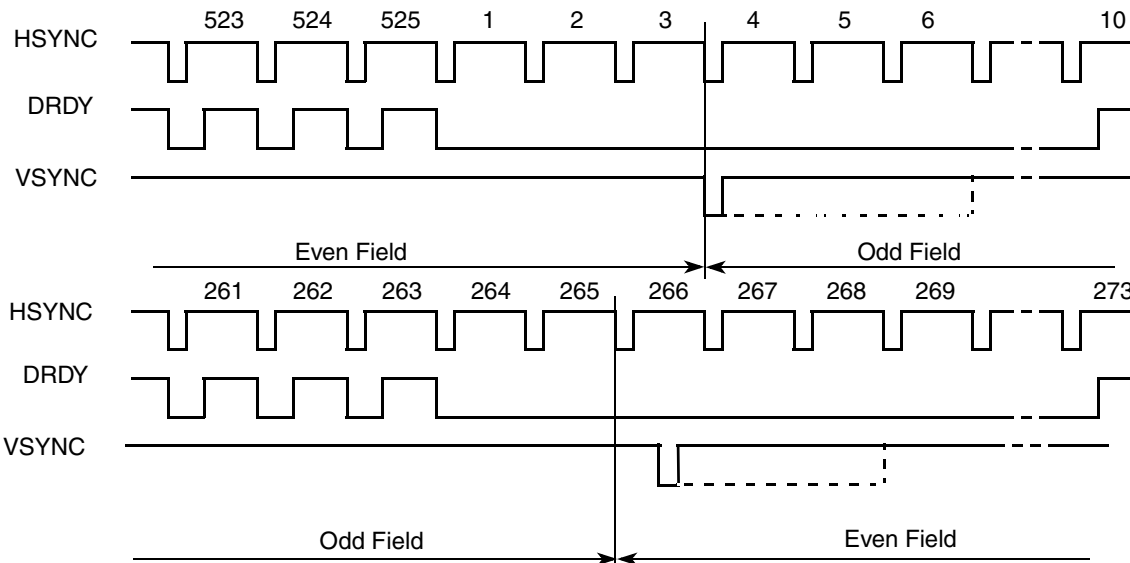 523 524 525 1 2 3 4 5 6 10
HSYNC
DRDY
VSYNC
Even Field Odd Field
261 262 263 264 265 266 267 268 269 273
HSYNC
DRDY
VSYNC
Odd Field Even Field